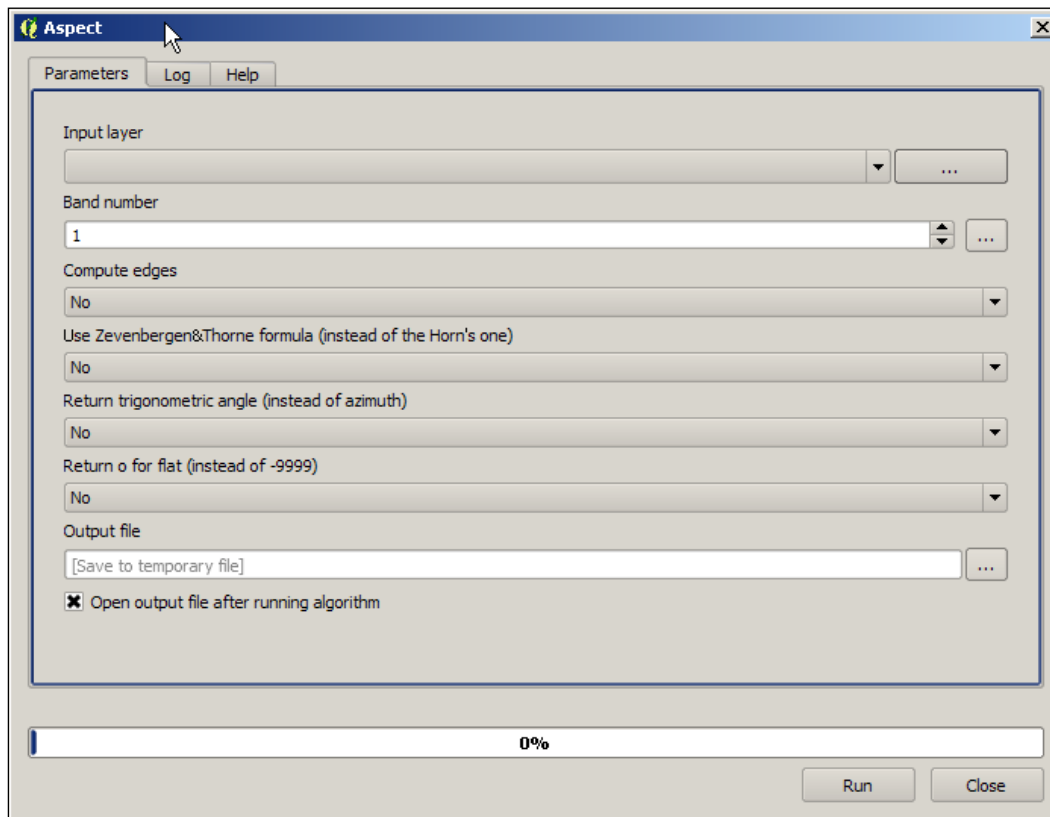 Aspect
Parameters Log Help
Input layer
...
Band number
1
...
Compute edges
No
Use Zevenbergen&Thorne formula (instead of the Horn's one)
No
Return trigonometric angle (instead of azimuth)
No
Return o for flat (instead of -9999)
No
Output file
[Save to temporary file]
...
Open output file after running algorithm
0%
Run Close